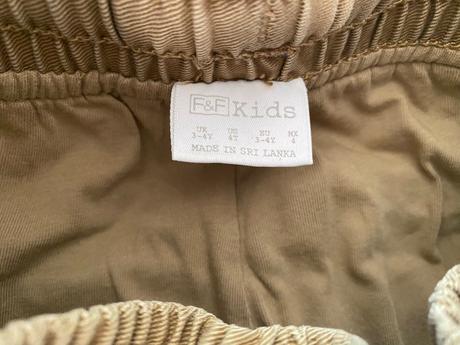 F&F Kids
UK US EU MX
3-4Y 4T 3-4Y 4
MADE IN SRI LANKA